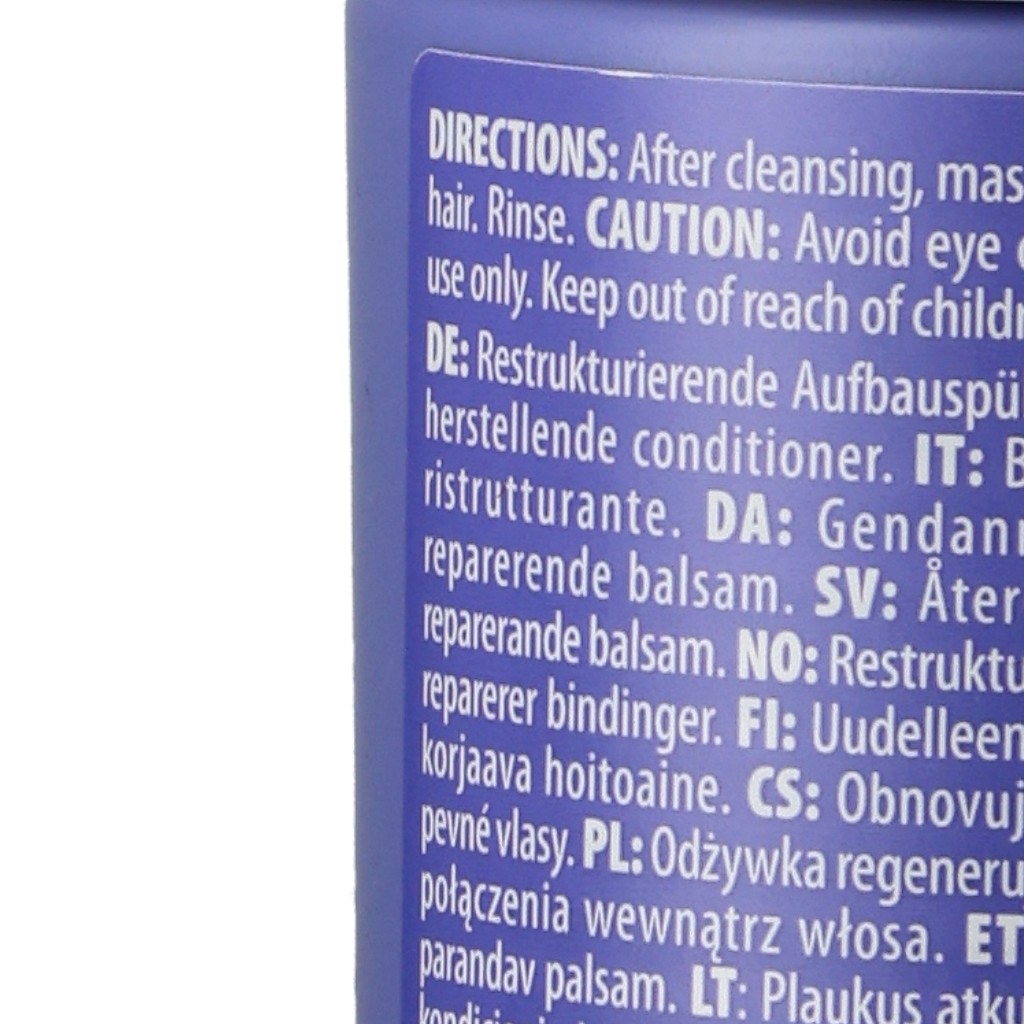 DIRECTIONS: After cleansing, mas
hair. Rinse. CAUTION: Avoid eye
use only. Keep out of reach of childr
DE: Restrukturierende Aufbauspü
herstellende conditioner. IT: B
ristrutturante. DA: Gendann
reparerende balsam. SV: Åter
reparerande balsam. NO: Restruktu
reparerer bindinger. FI: Uudelleen
korjaava hoitoaine. CS: Obnovuj
pevné vlasy. PL: Odżywka regeneru
połączenia wewnątrz włosa. ET
parandav palsam. LT: Plaukus atku